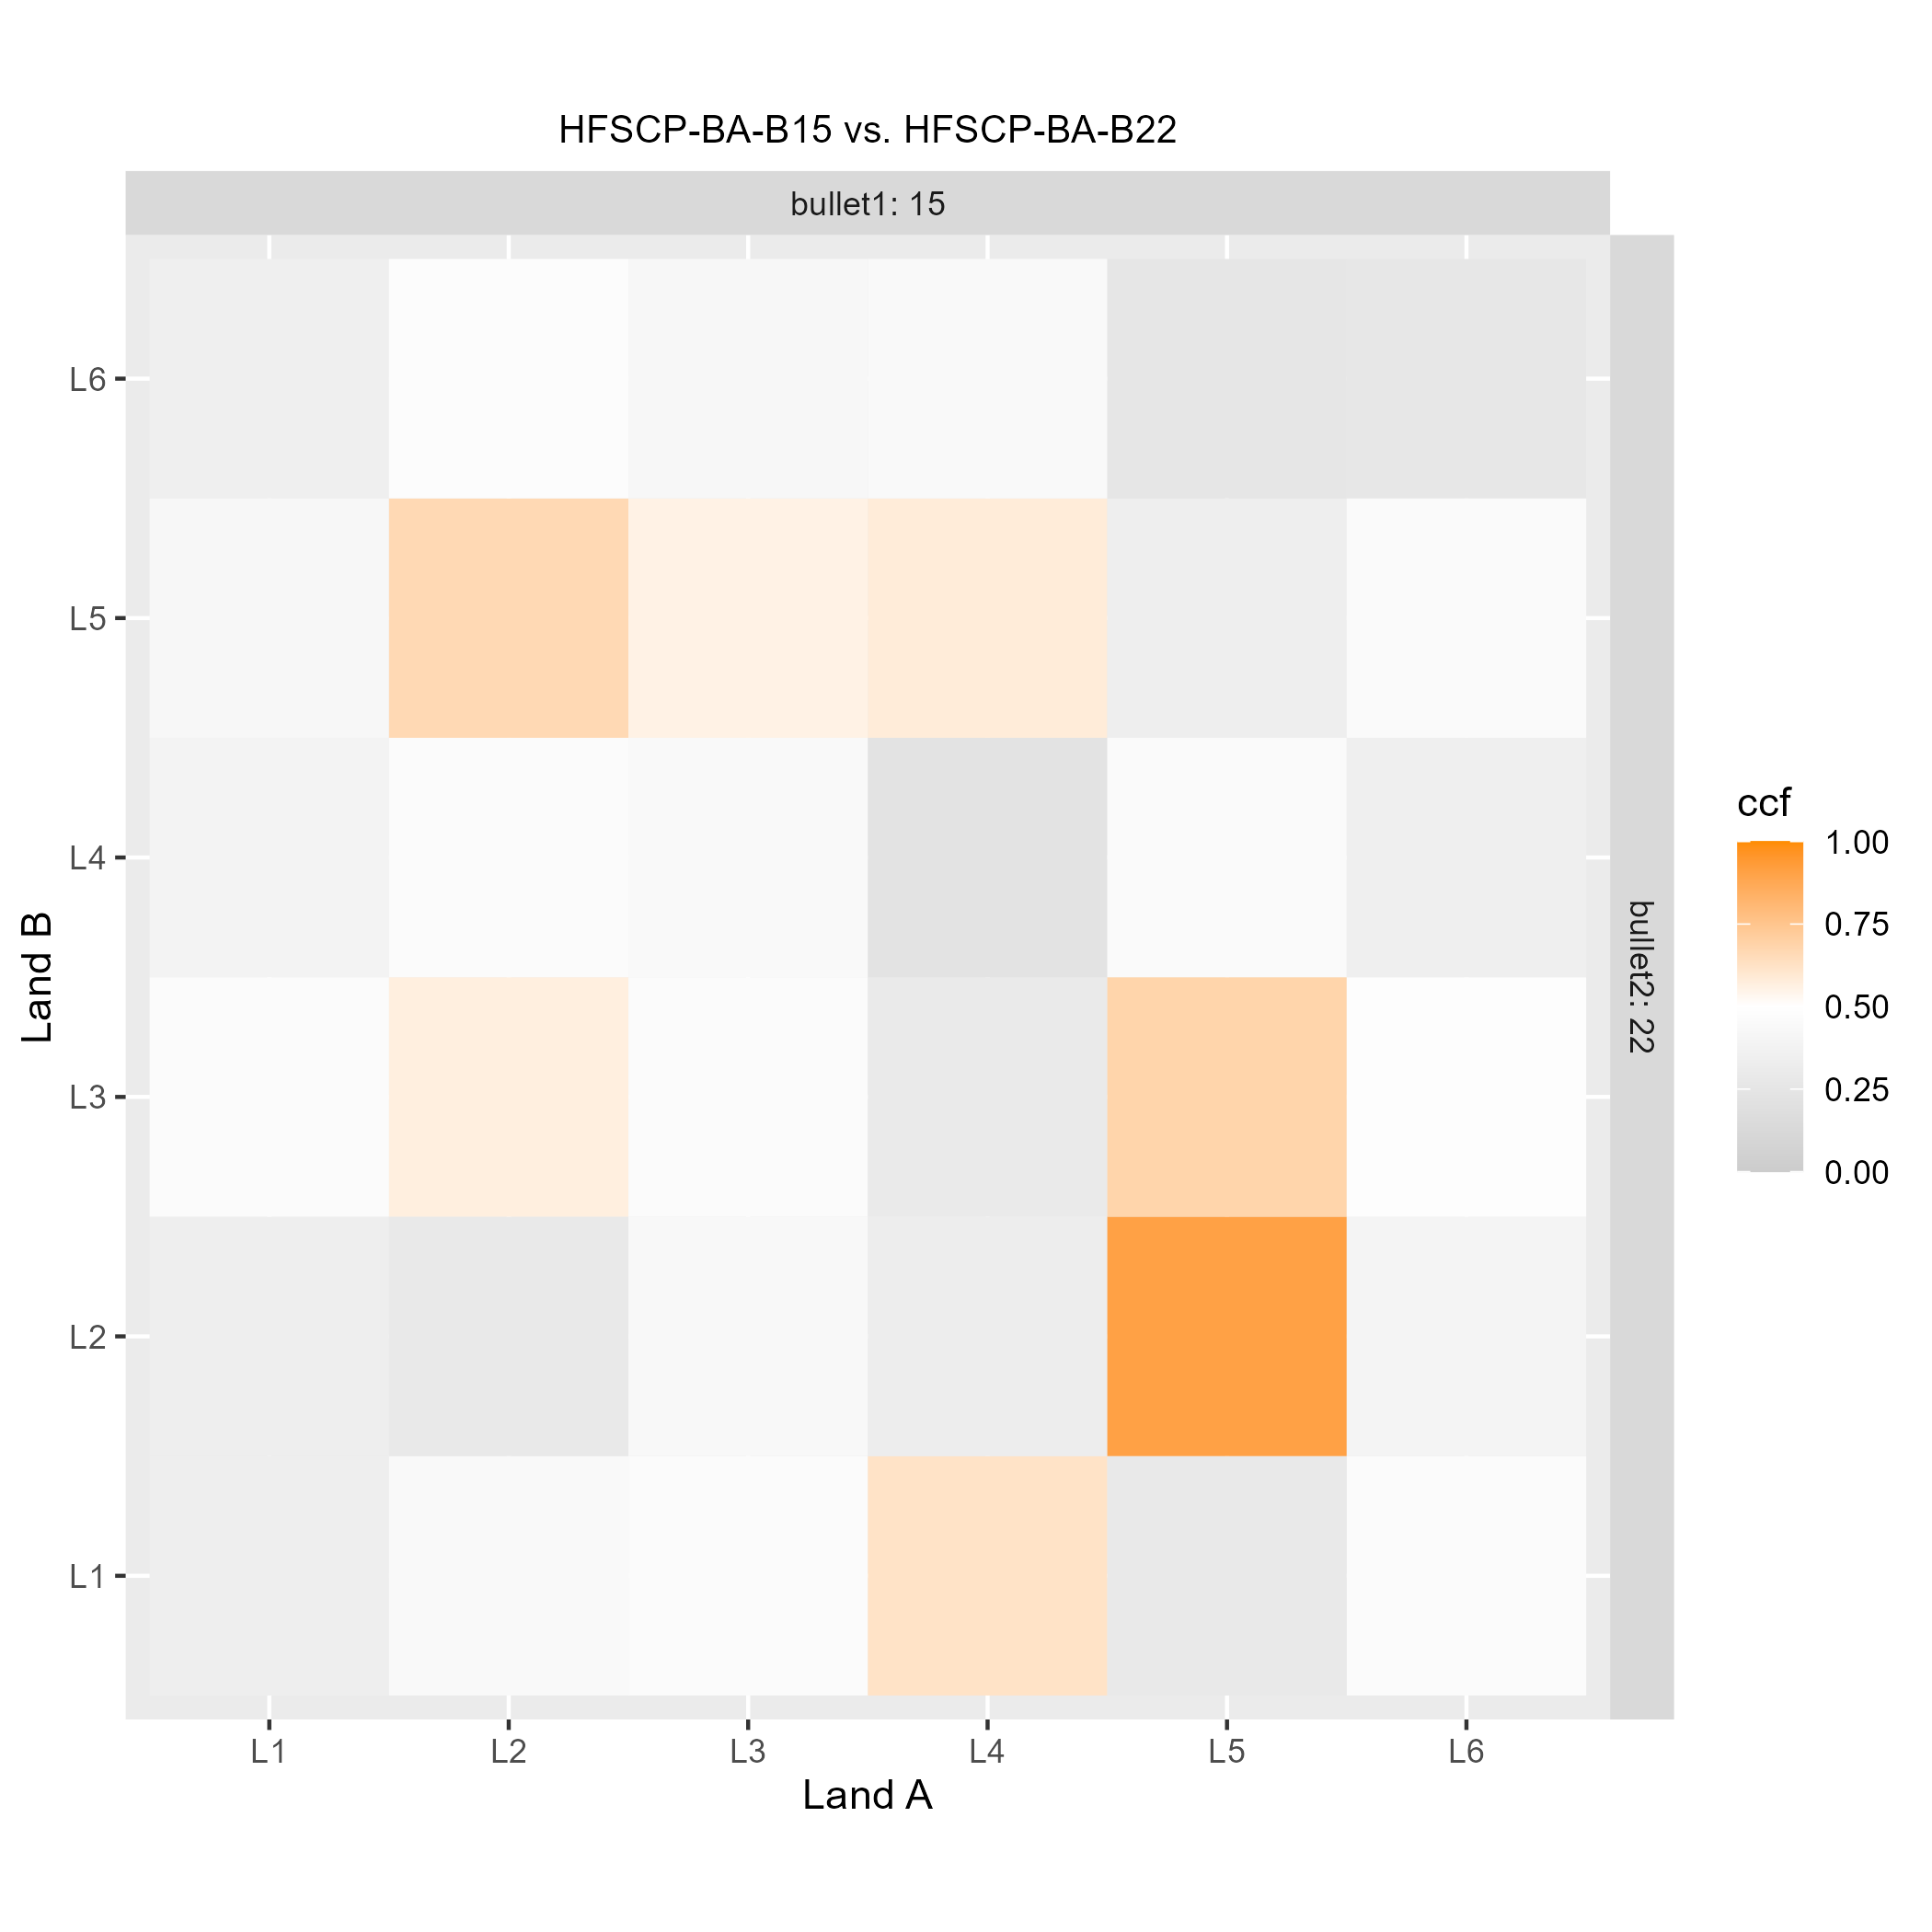 HFSCP-BA-B15 vs. HFSCP-BA-B22
bullet1: 15
L6
L5
L4
L3
L2
L1
Land B
bullet2: 22
ccf
1.00
0.75
0.50
0.25
0.00
L1 L2 L3 L4 L5 L6
Land A